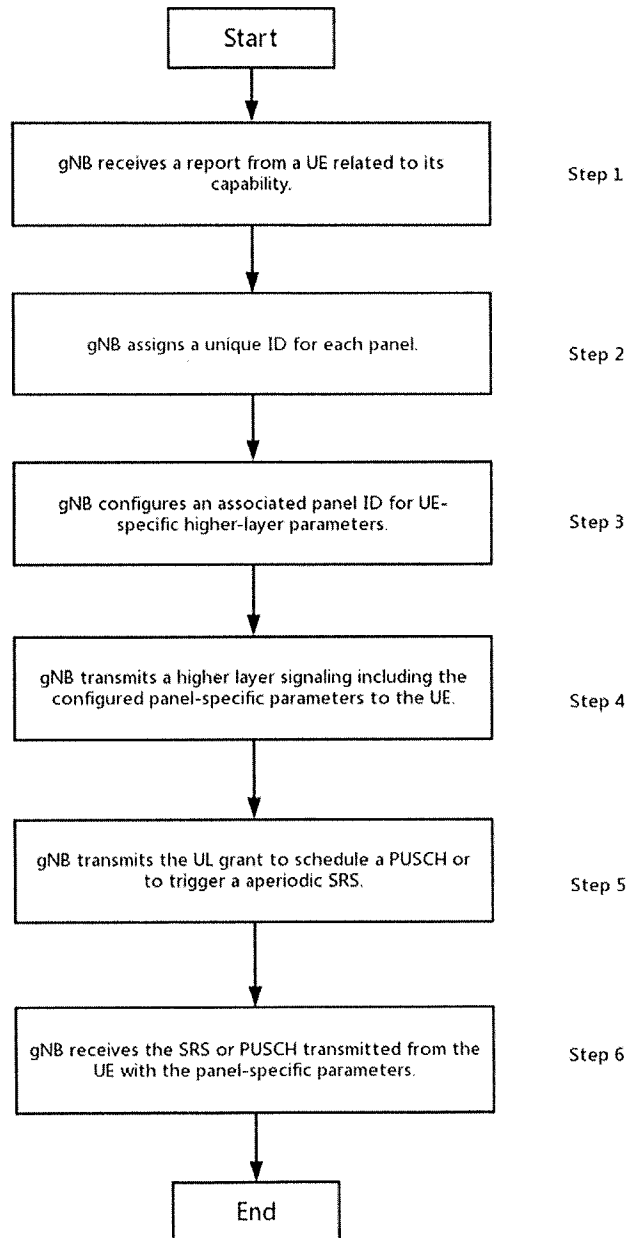 Start
gNB receives a report from a UE related to its
capability.
Step 1
gNB assigns a unique ID for each panel.
Step 2
gNB configures an associated panel ID for UE-
specific higher-layer parameters.
Step 3
gNB transmits a higher layer signaling including the
configured panel-specific parameters to the UE.
Step 4
gNB transmits the UL grant to schedule a PUSCH or
to trigger a aperiodic SRS.
Step 5
gNB receives the SRS or PUSCH transmitted from the
UE with the panel-specific parameters.
Step 6
End